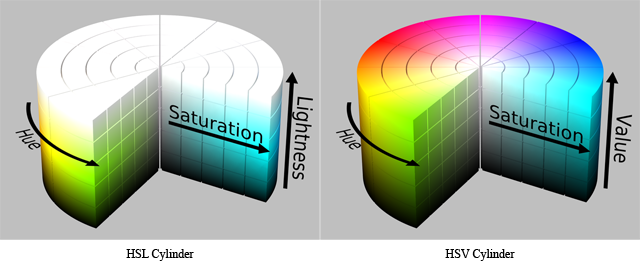 Hue
Saturation
Lightness
Hue
Saturation
Value
HSL Cylinder
HSV Cylinder